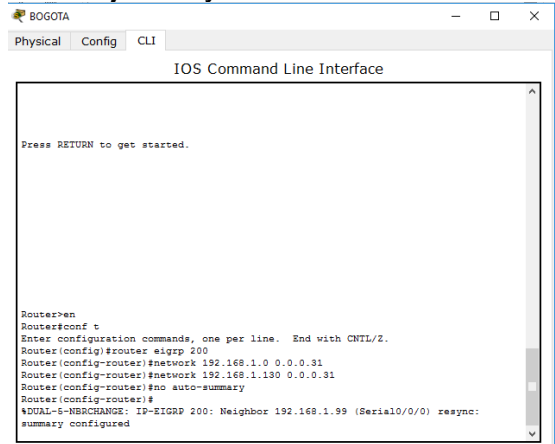 BOGOTA
Physical Config CLI
IOS Command Line Interface
Press RETURN to get started.
Router>en
Router#conf t
Enter configuration commands, one per line.  End with CNTL/Z.
Router(config)#router eigrp 200
Router(config-router)#network 192.168.1.0 0.0.0.31
Router(config-router)#network 192.168.1.130 0.0.0.31
Router(config-router)#no auto-summary
Router(config-router)#
%DUAL-5-NBRCHANGE: IP-EIGRP 200: Neighbor 192.168.1.99 (Serial0/0/0) resync:
summary configured